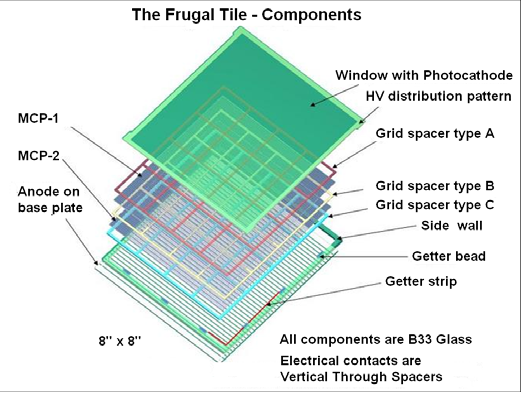 The Frugal Tile - Components
Window with Photocathode
HV distribution pattern
MCP-1
Grid spacer type A
MCP-2
Anode on
base plate
Grid spacer type B
Grid spacer type C
Side wall
Getter bead
Getter strip
8" x 8"
All components are B33 Glass
Electrical contacts are
Vertical Through Spacers